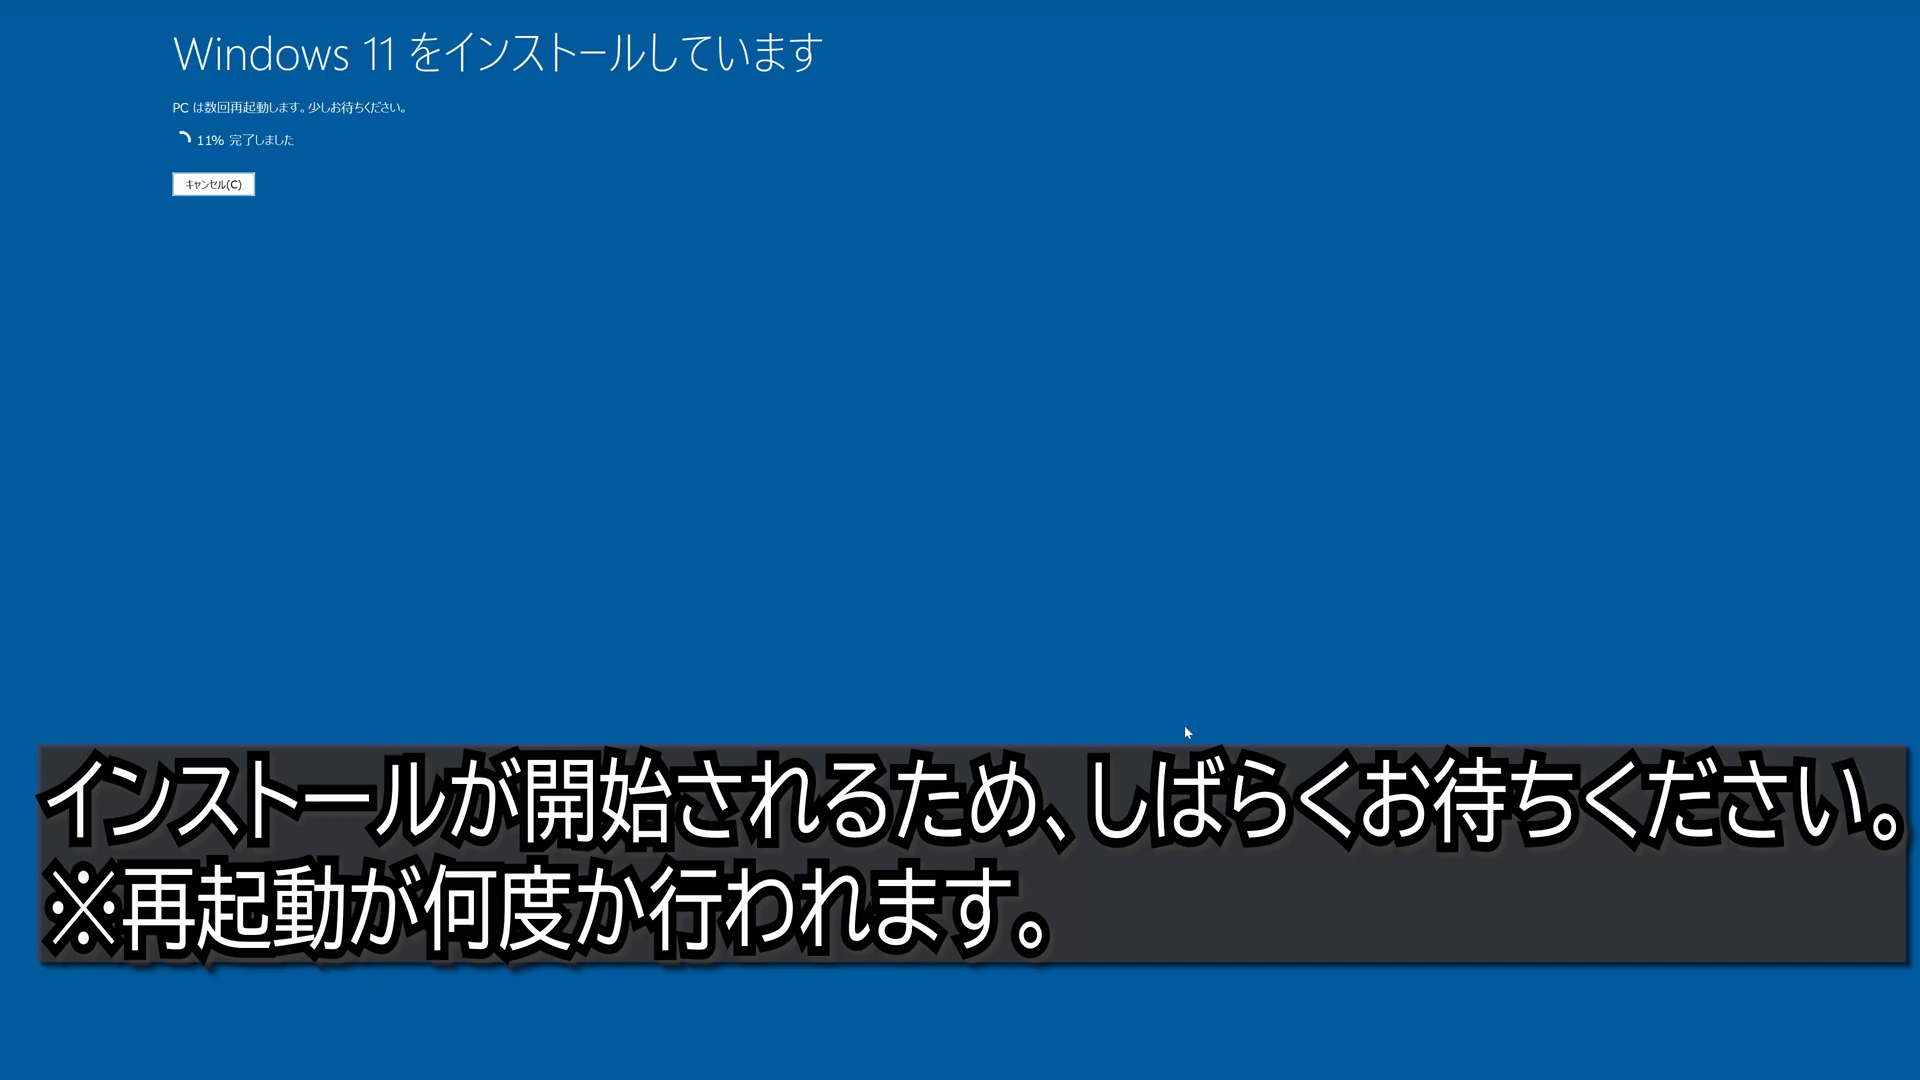 Windows 11 をインストールしています
PC は数回再起動します。少しお待ちください。
11% 完了しました
キャンセル(C)
インストールが開始されるため、しばらくお待ちください。
※再起動が何度か行われます。